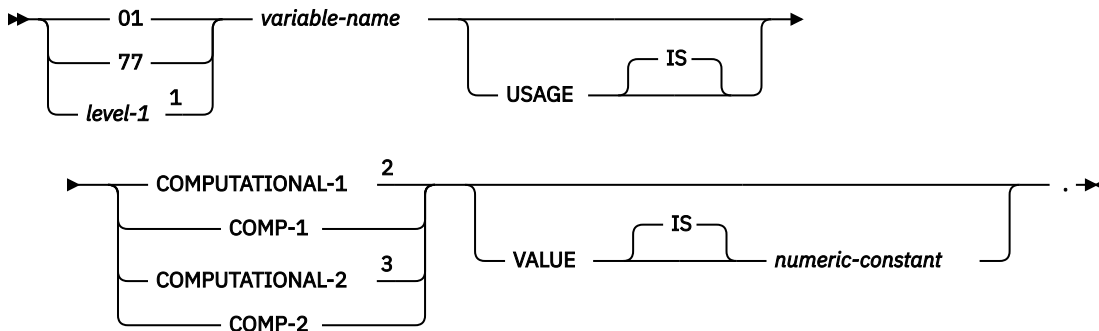 01 variable-name
77
level-1 1
IS
USAGE
COMPUTATIONAL-1 2
COMP-1
IS
VALUE numeric-constant
.
COMPUTATIONAL-2 3
COMP-2